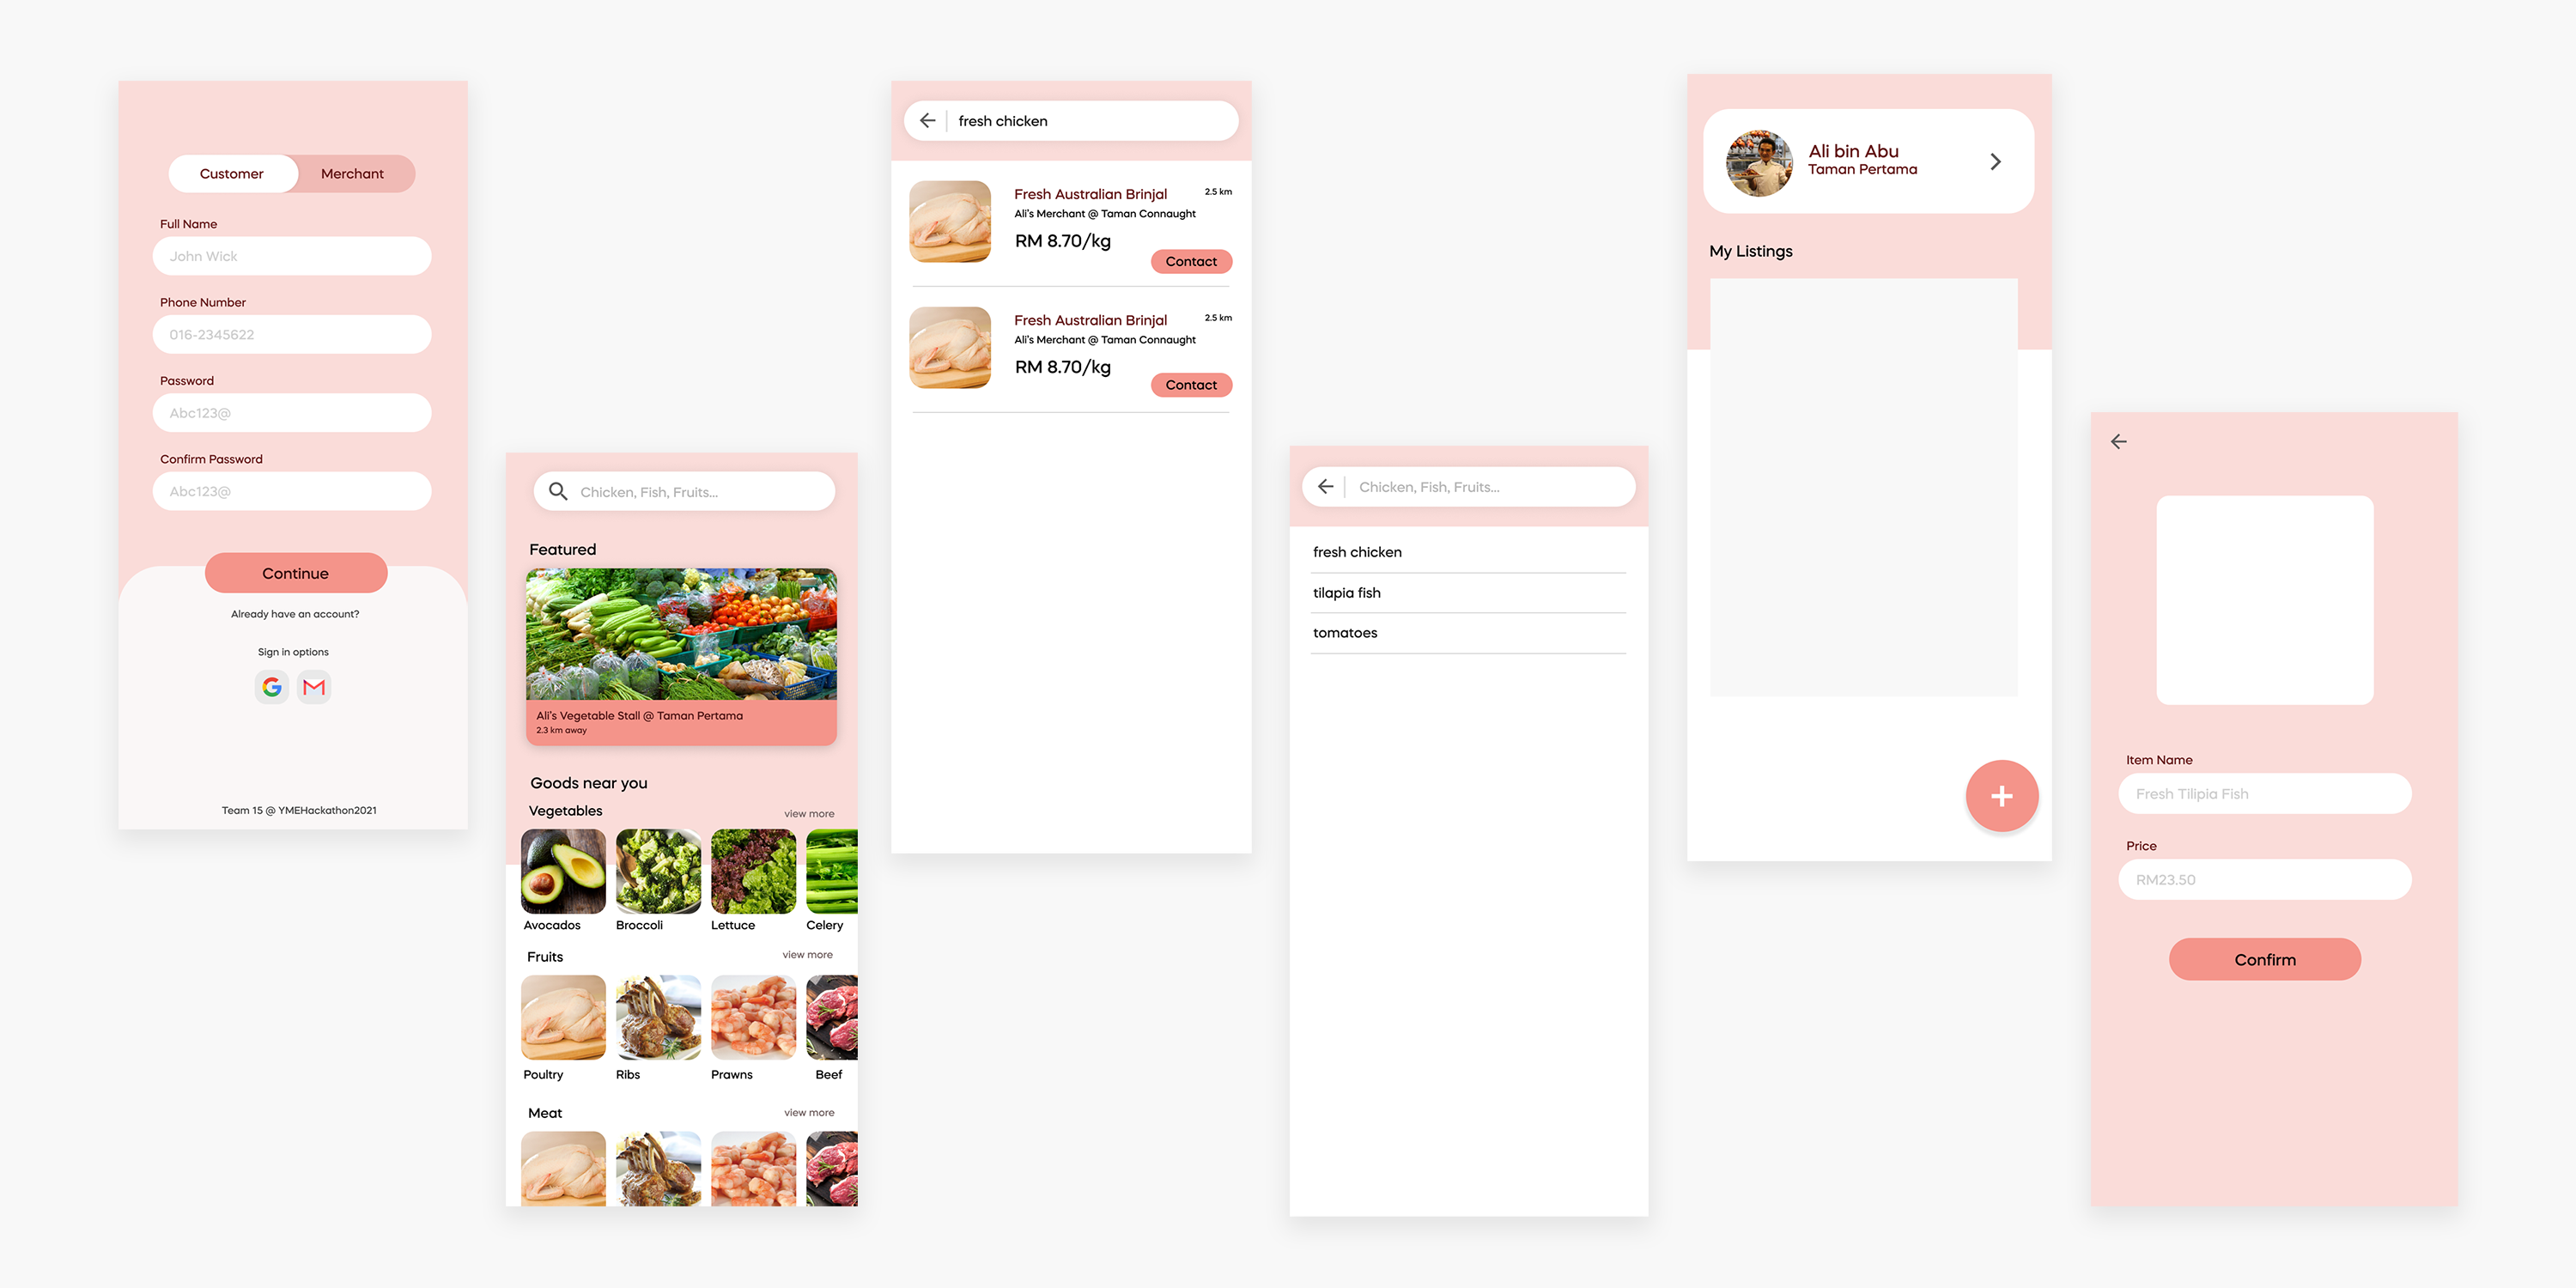 Customer
Merchant
Full Name
John Wick
Phone Number
016-2345622
Password
Abc123@
Confirm Password
Abc123@
Continue
Already have an account?
Sign in options
Team 15 @ YMEHackathon2021
Chicken, Fish, Fruits...
Featured
Ali's Vegetable Stall @ Taman Pertama
2.3 km away
Goods near you
Vegetables
view more
Avocados
Broccoli
Lettuce
Celery
Fruits
view more
Poultry
Ribs
Prawns
Beef
Meat
view more
fresh chicken
Fresh Australian Brinjal
2.5 km
Ali's Merchant @ Taman Connaught
RM 8.70/kg
Contact
Fresh Australian Brinjal
2.5 km
Ali's Merchant @ Taman Connaught
RM 8.70/kg
Contact
Chicken, Fish, Fruits...
fresh chicken
tilapia fish
tomatoes
Ali bin Abu
Taman Pertama
My Listings
Item Name
Fresh Tilipia Fish
Price
RM23.50
Confirm